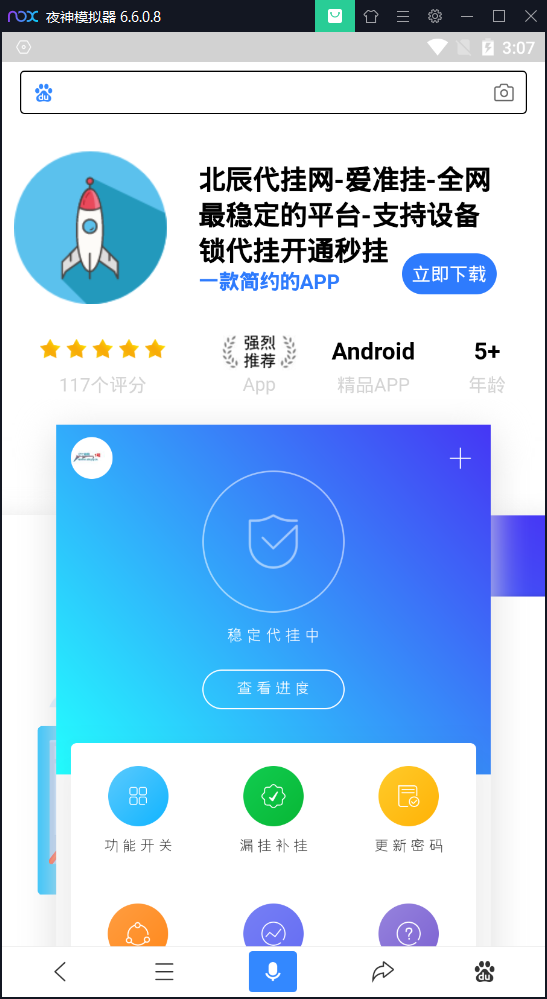 nox 夜神模拟器 6.6.0.8
3:07
du
北辰代挂网-爱准挂-全网
最稳定的平台-支持设备
锁代挂开通秒挂
一款简约的APP
立即下载
强烈
推荐
Android
5+
117个评分
App
精品APP
年龄
稳定代挂中
查看进度
功能开关
漏挂补挂
更新密码
du